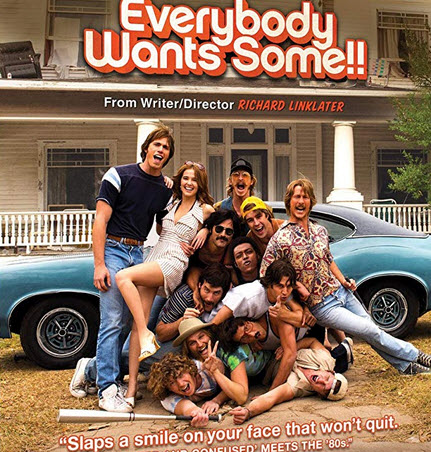 Everybody
Wants Some!!
From Writer/Director RICHARD LINKLATER
"Slaps a smile on your face that won't quit.
CONFUSED' MEETS THE '80s."